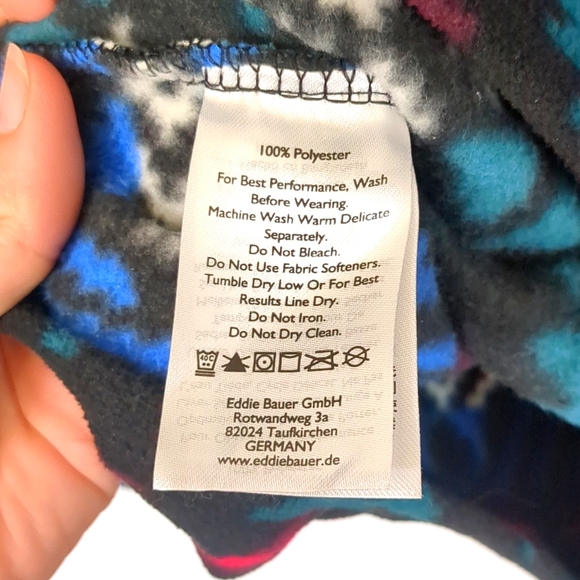 100% Polyester
For Best Performance, Wash
Before Wearing.
Machine Wash Warm Delicate
Separately.
Do Not Bleach.
Do Not Use Fabric Softeners.
Tumble Dry Low Or For Best
Results Line Dry.
Do Not Iron.
Do Not Dry Clean.
40C
Eddie Bauer GmbH
Rotwandweg 3a
82024 Taufkirchen
GERMANY
www.eddiebauer.de